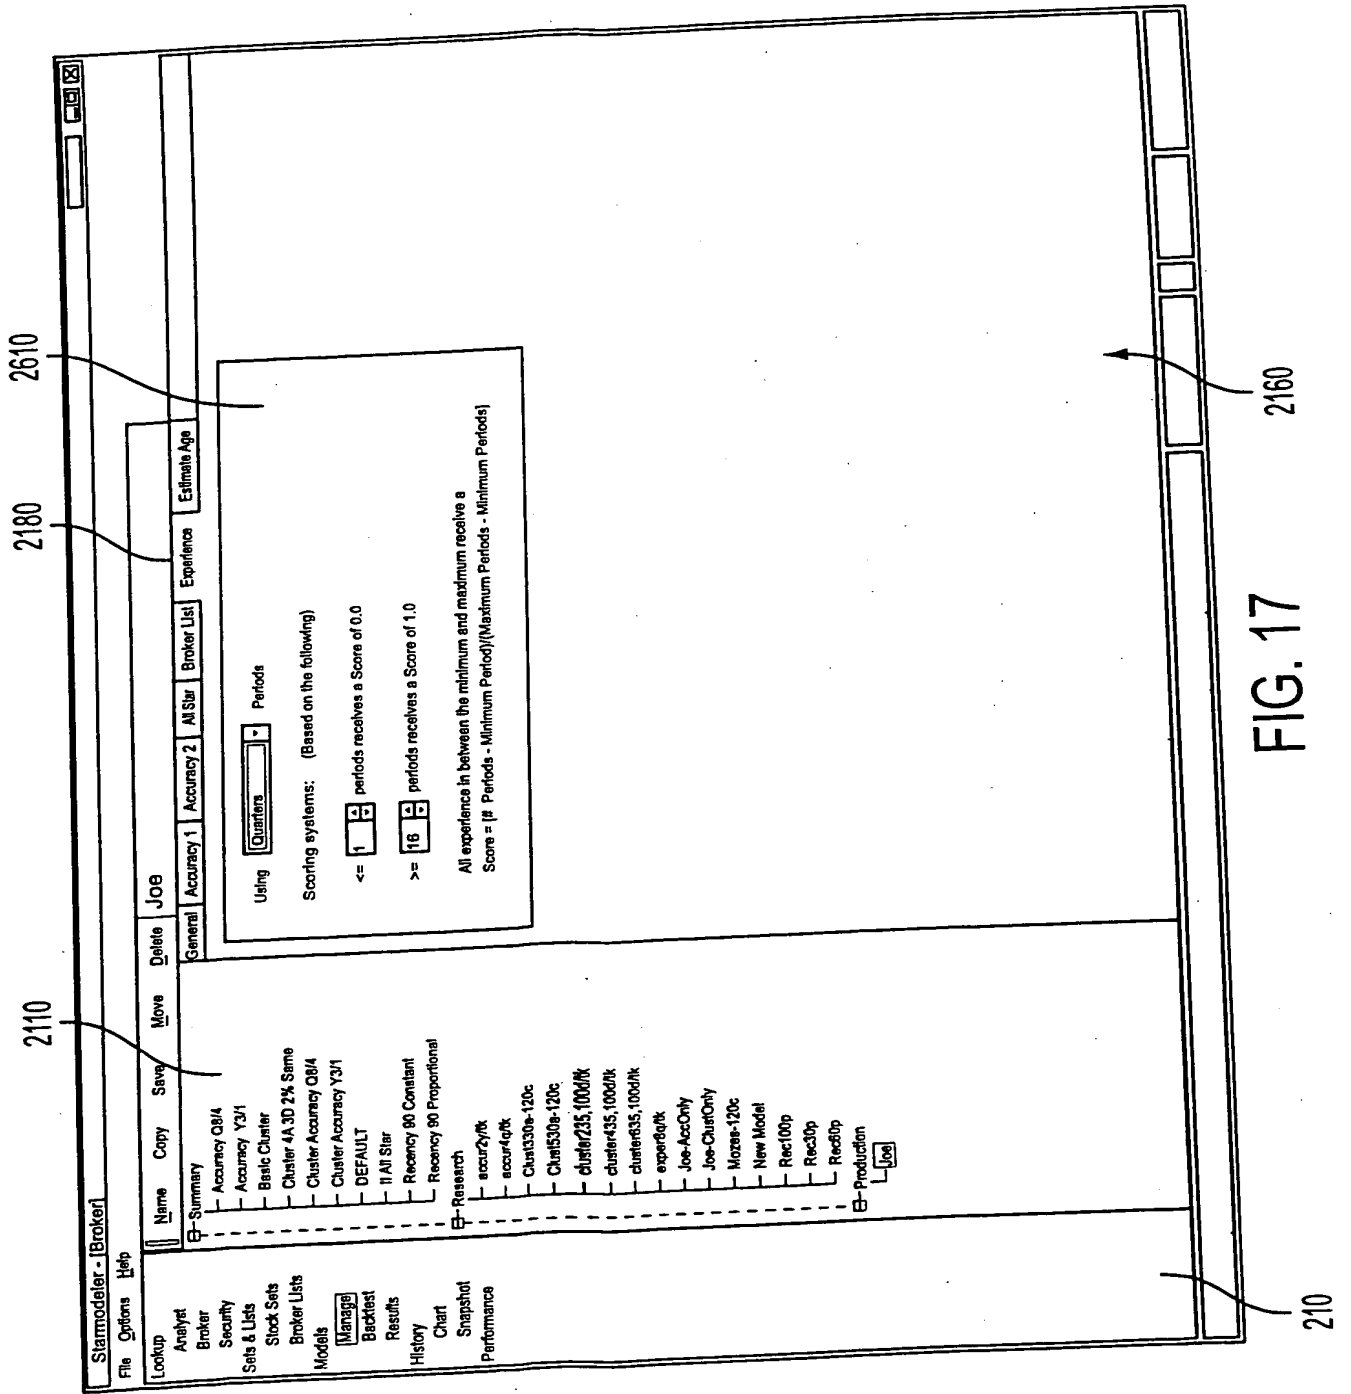 Starmodeler - [Broker]
File Options Help
Lookup
Analyst
Broker
Security
Sets & Lists
Stock Sets
Broker Lists
Models
Manage
Backtest
Results
History
Chart
Snapshot
Performance
Name Copy Save Move Delete Joe
Summary
Accuracy Q8/4
Accuracy Y3/1
Basic Cluster
Cluster 4A 3D 2% Same
Cluster Accuracy Q8/4
Cluster Accuracy Y3/1
DEFAULT
II All Star
Recency 90 Constant
Recency 90 Proportional
Research
accur2y/tk
accur4q/tk
Clust330e-120c
Clust530e-120c
cluster235,100d/tk
cluster435,100d/tk
cluster635,100d/tk
exper8q/tk
Joe-AccOnly
Joe-ClustOnly
Mozes-120c
New Model
Rec100p
Rec30p
Rec60p
Production
Joe
General Accuracy 1 Accuracy 2 All Star Broker List Experience Estimate Age
Using Quarters Periods
Scoring systems: (Based on the following)
<= 1 periods receives a Score of 0.0
>= 16 periods receives a Score of 1.0
All experience in between the minimum and maximum receive a
Score = [# Periods - Minimum Period)/(Maximum Periods - Minimum Periods]
2110
2180
2610
210
2160
FIG. 17